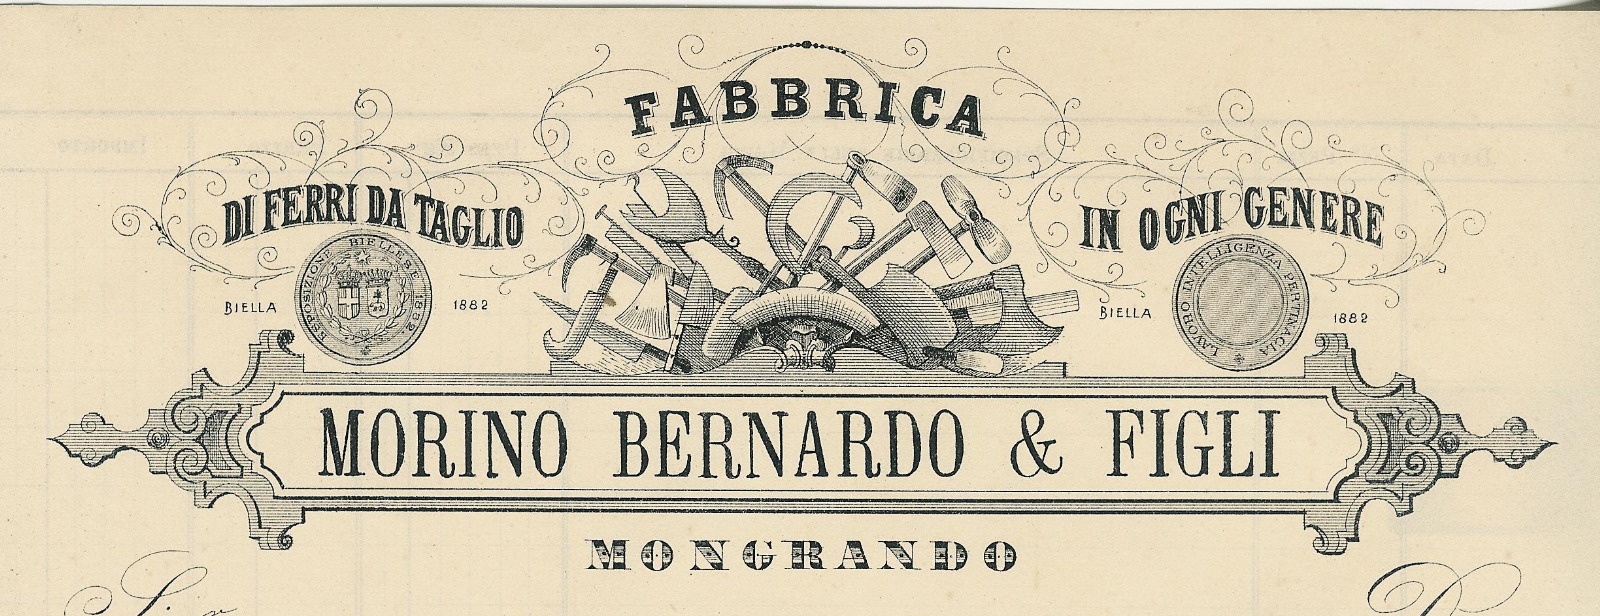 FABBRICA
DI FERRI DA TAGLIO
IN OGNI GENERE
BIELLA
ESPOSIZIONE BIELLESE 1882
1882
BIELLA
LAVORO INTELLIGENZA PERTINACIA
1882
MORINO BERNARDO & FIGLI
MONGRANDO